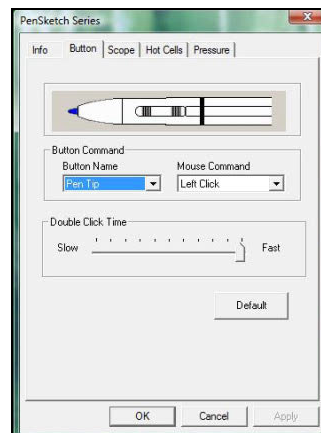 PenSketch Series
Info Button Scope Hot Cells Pressure
Button Command
Button Name Mouse Command
Pen Tip Left Click
Double Click Time
Slow Fast
Default
OK Cancel Apply